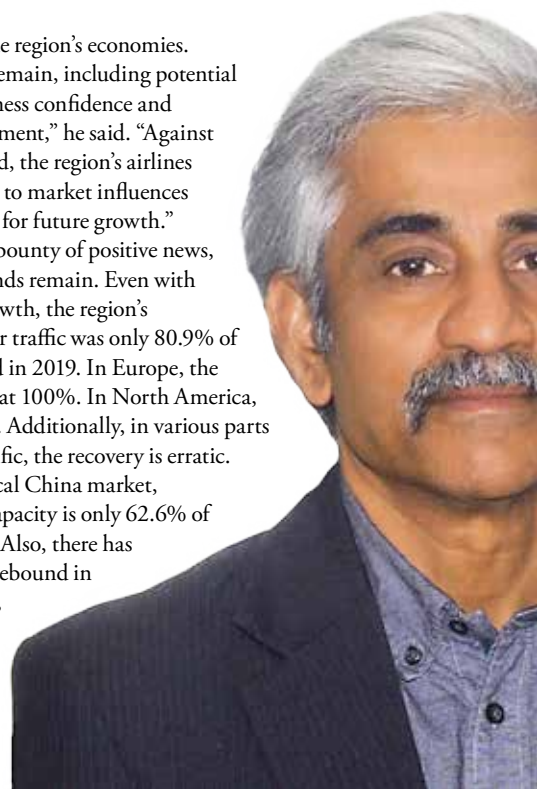 e region’s economies.
emain, including potential
ness confidence and
ment,” he said. “Against
d, the region’s airlines
to market influences
for future growth.”
bounty of positive news,
nds remain. Even with
wth, the region’s
r traffic was only 80.9% of
d in 2019. In Europe, the
at 100%. In North America,
. Additionally, in various parts
fic, the recovery is erratic.
cal China market,
apacity is only 62.6% of
Also, there has
ebound in